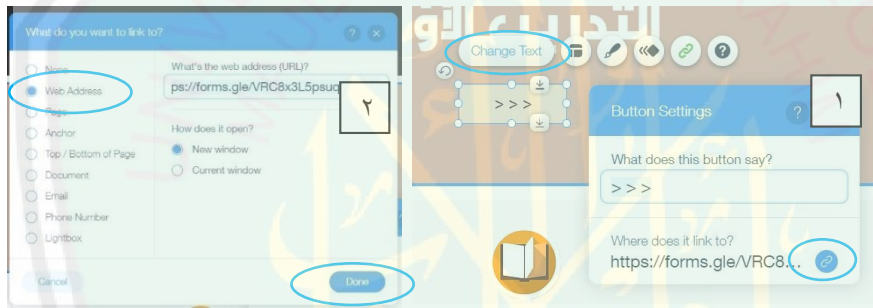 What do you want to link to?
?
None
Web Address
Page
Anchor
Top / Bottom of Page
Document
Email
Phone Number
Lightbox
What's the web address (URL)?
ps://forms.gle/VRC8x3L5psuq
٢
How does it open?
New window
Current window
Cancel
Done
Change Text
?
> > >
Button Settings
?
١
What does this button say?
> > >
Where does it link to?
https://forms.gle/VRC8...